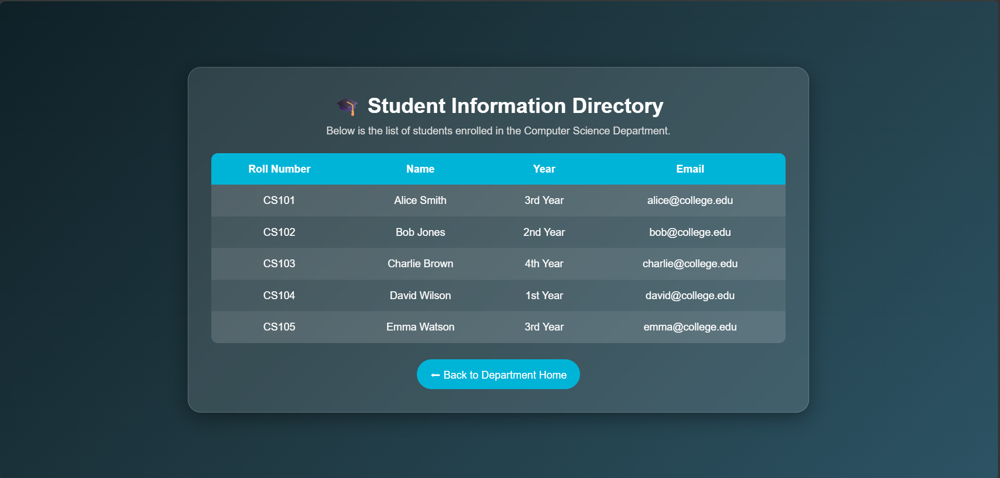 🎓 Student Information Directory
Below is the list of students enrolled in the Computer Science Department.
Roll Number Name Year Email
CS101 Alice Smith 3rd Year alice@college.edu
CS102 Bob Jones 2nd Year bob@college.edu
CS103 Charlie Brown 4th Year charlie@college.edu
CS104 David Wilson 1st Year david@college.edu
CS105 Emma Watson 3rd Year emma@college.edu
⬅ Back to Department Home